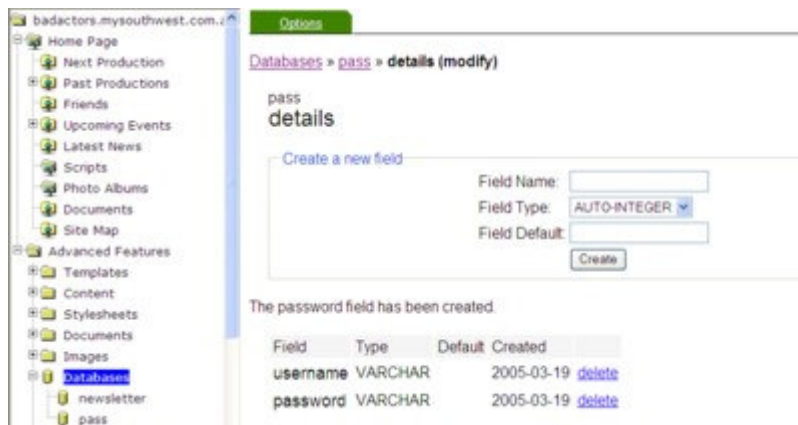 badactors.mysouthwest.com.a
Home Page
Next Production
Past Productions
Friends
Upcoming Events
Latest News
Scripts
Photo Albums
Documents
Site Map
Advanced Features
Templates
Content
Stylesheets
Documents
Images
Databases
newsletter
pass
Options
Databases » pass » details (modify)
pass
details
Create a new field
Field Name:
Field Type: AUTO-INTEGER
Field Default:
Create
The password field has been created.
Field Type Default Created
username VARCHAR 2005-03-19 delete
password VARCHAR 2005-03-19 delete